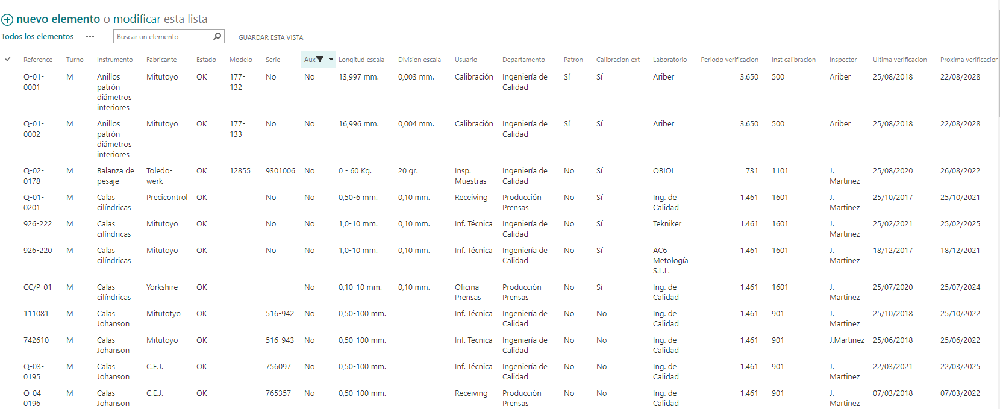 nuevo elemento o modificar esta lista
Todos los elementos ··· Buscar un elemento GUARDAR ESTA VISTA
Reference Turno Instrumento Fabricante Estado Modelo Serie Aux Longitud escala Division escala Usuario Departamento Patron Calibracion ext Laboratorio Periodo verificacion Inst calibracion Inspector Ultima verificacion Proxima verificacion
Q-01- M Anillos Mitutoyo OK 177- No No 13,997 mm. 0,003 mm. Calibración Ingeniería de Sí Sí Ariber 3.650 500 Ariber 25/08/2018 22/08/2028
0001 patrón 132 Calidad
diámetros
interiores
Q-01- M Anillos Mitutoyo OK 177- No No 16,996 mm. 0,004 mm. Calibración Ingeniería de Sí Sí Ariber 3.650 500 Ariber 25/08/2018 22/08/2028
0002 patrón 133 Calidad
diámetros
interiores
Q-02- M Balanza de Toledo- OK 12855 9301006 No 0 - 60 Kg. 20 gr. Insp. Ingeniería de No Sí OBIOL 731 1101 J. 25/08/2020 26/08/2022
0178 pesaje werk Muestras Calidad Martinez
Q-01- M Calas Precicontrol OK No No 0,50-6 mm. 0,10 mm. Receiving Producción No Sí Ing. de 1.461 1601 J. 25/10/2017 25/10/2021
0201 cilíndricas Prensas Calidad Martinez
926-222 M Calas Mitutoyo OK No No 1,0-10 mm. 0,10 mm. Inf. Técnica Ingeniería de No Sí Tekniker 1.461 1601 J. 25/02/2021 25/02/2025
cilíndricas Calidad Martinez
926-220 M Calas Mitutoyo OK No No 1,0-10 mm. 0,10 mm. Inf. Técnica Ingeniería de No Sí AC6 1.461 1601 J. 18/12/2017 18/12/2021
cilíndricas Calidad Metología Martinez
S.L.L.
CC/P-01 M Calas Yorkshire OK No 0,10-10 mm. 0,10 mm. Oficina Producción No Sí Ing. de 1.461 1601 J. 25/07/2020 25/07/2024
cilíndricas Prensas Prensas Calidad Martinez
111081 M Calas Mitutotyo OK 516-942 No 0,50-100 mm. Inf. Técnica Ingeniería de No No Ing. de 1.461 901 J. 25/10/2018 25/10/2022
Johanson Calidad Calidad Martinez
742610 M Calas Mitutoyo OK 516-943 No 0,50-100 mm. Inf. Técnica Ingeniería de No No Ing. de 1.461 901 J.Martinez 25/06/2018 25/06/2022
Johanson Calidad Calidad
Q-03- M Calas C.E.J. OK 756097 No 0,50-100 mm. Inf. Técnica Ingeniería de No No Ing. de 1.461 901 J. 22/03/2021 22/03/2025
0195 Johanson Calidad Calidad Martinez
Q-04- M Calas C.E.J. OK 765357 No 0,50-100 mm. Receiving Producción No No Ing. de 1.461 901 J. 07/03/2018 07/03/2022
0196 Johanson Prensas Calidad Martinez